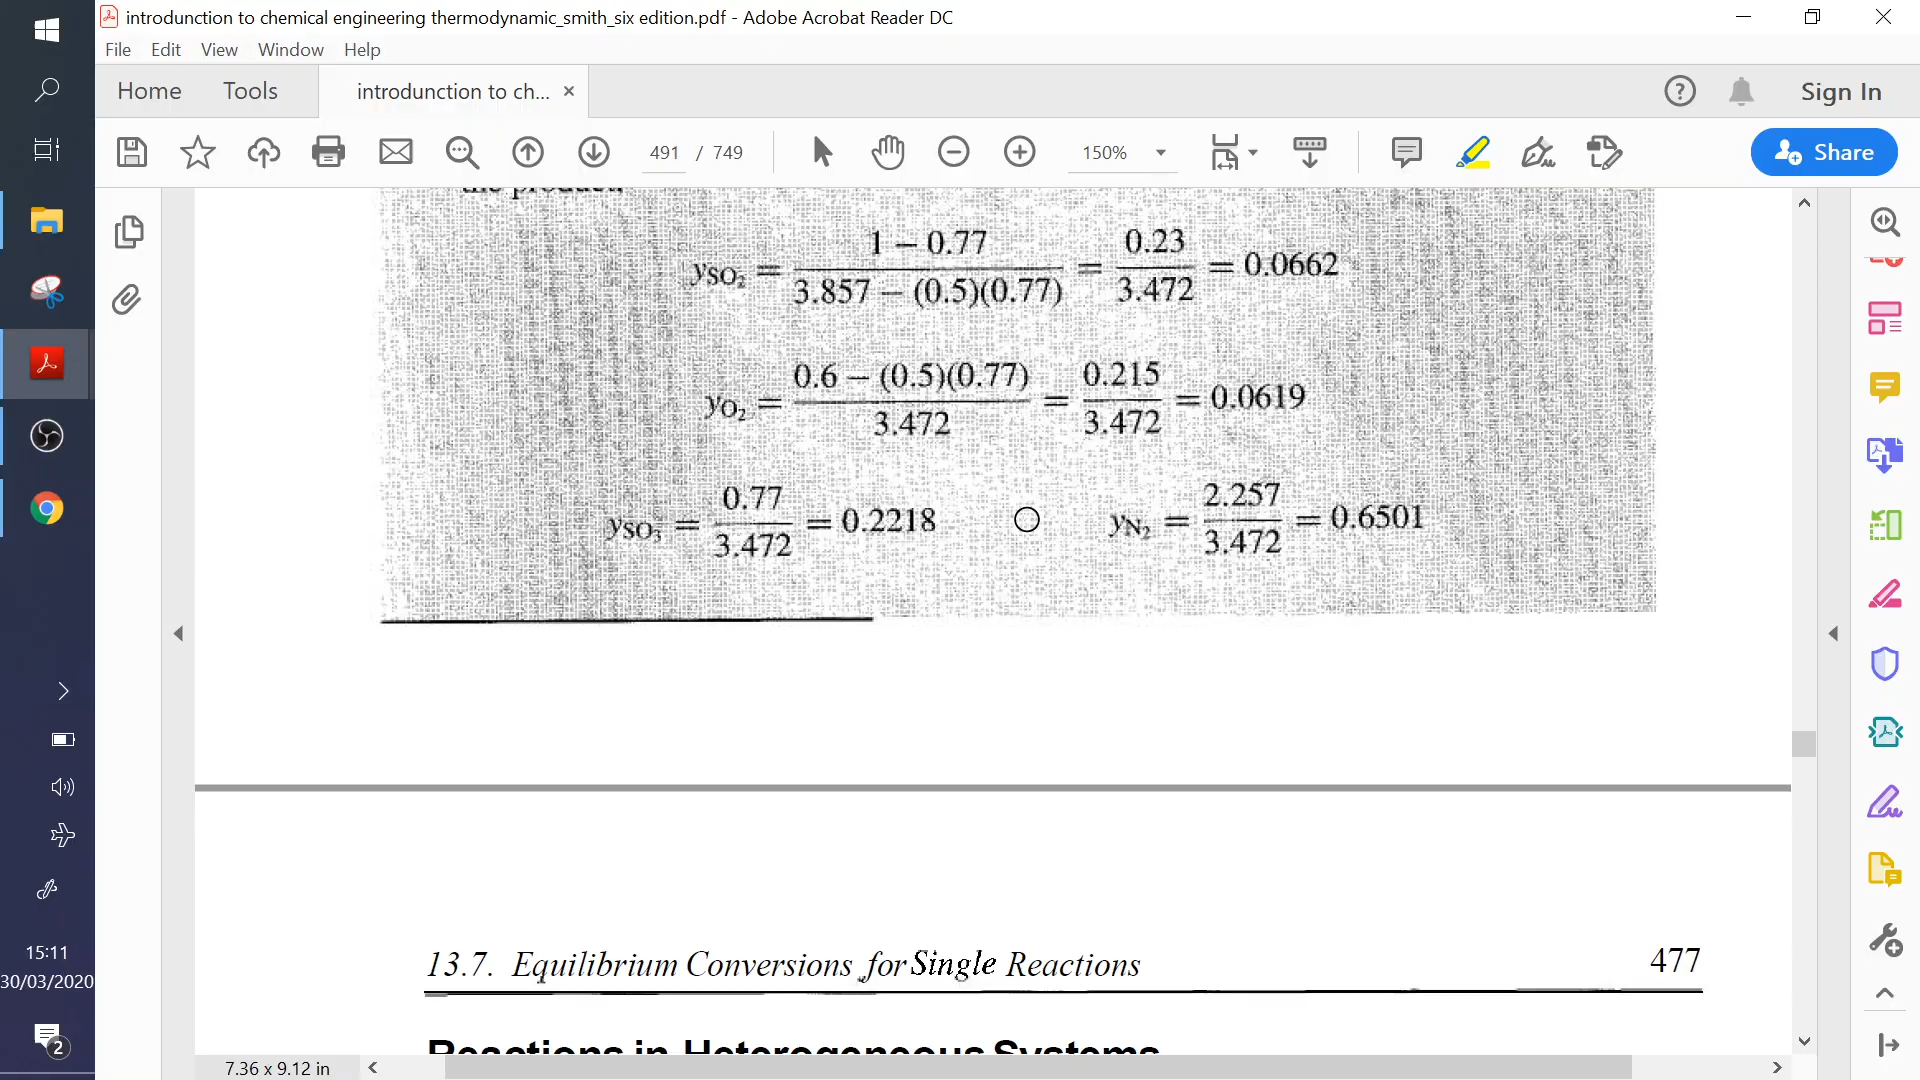 introdunction to chemical engineering thermodynamic_smith_six edition.pdf - Adobe Acrobat Reader DC
File Edit View Window Help
Home Tools introdunction to ch... × Sign In
491 / 749 150% Share
the product:
y_SO₂ = (1 − 0.77)/(3.857 − (0.5)(0.77)) = 0.23/3.472 = 0.0662
y_O₂ = (0.6 − (0.5)(0.77))/3.472 = 0.215/3.472 = 0.0619
y_SO₃ = 0.77/3.472 = 0.2218 y_N₂ = 2.257/3.472 = 0.6501
13.7. Equilibrium Conversions for Single Reactions 477
Reactions in Heterogeneous Systems
7.36 x 9.12 in
15:11
30/03/2020
2